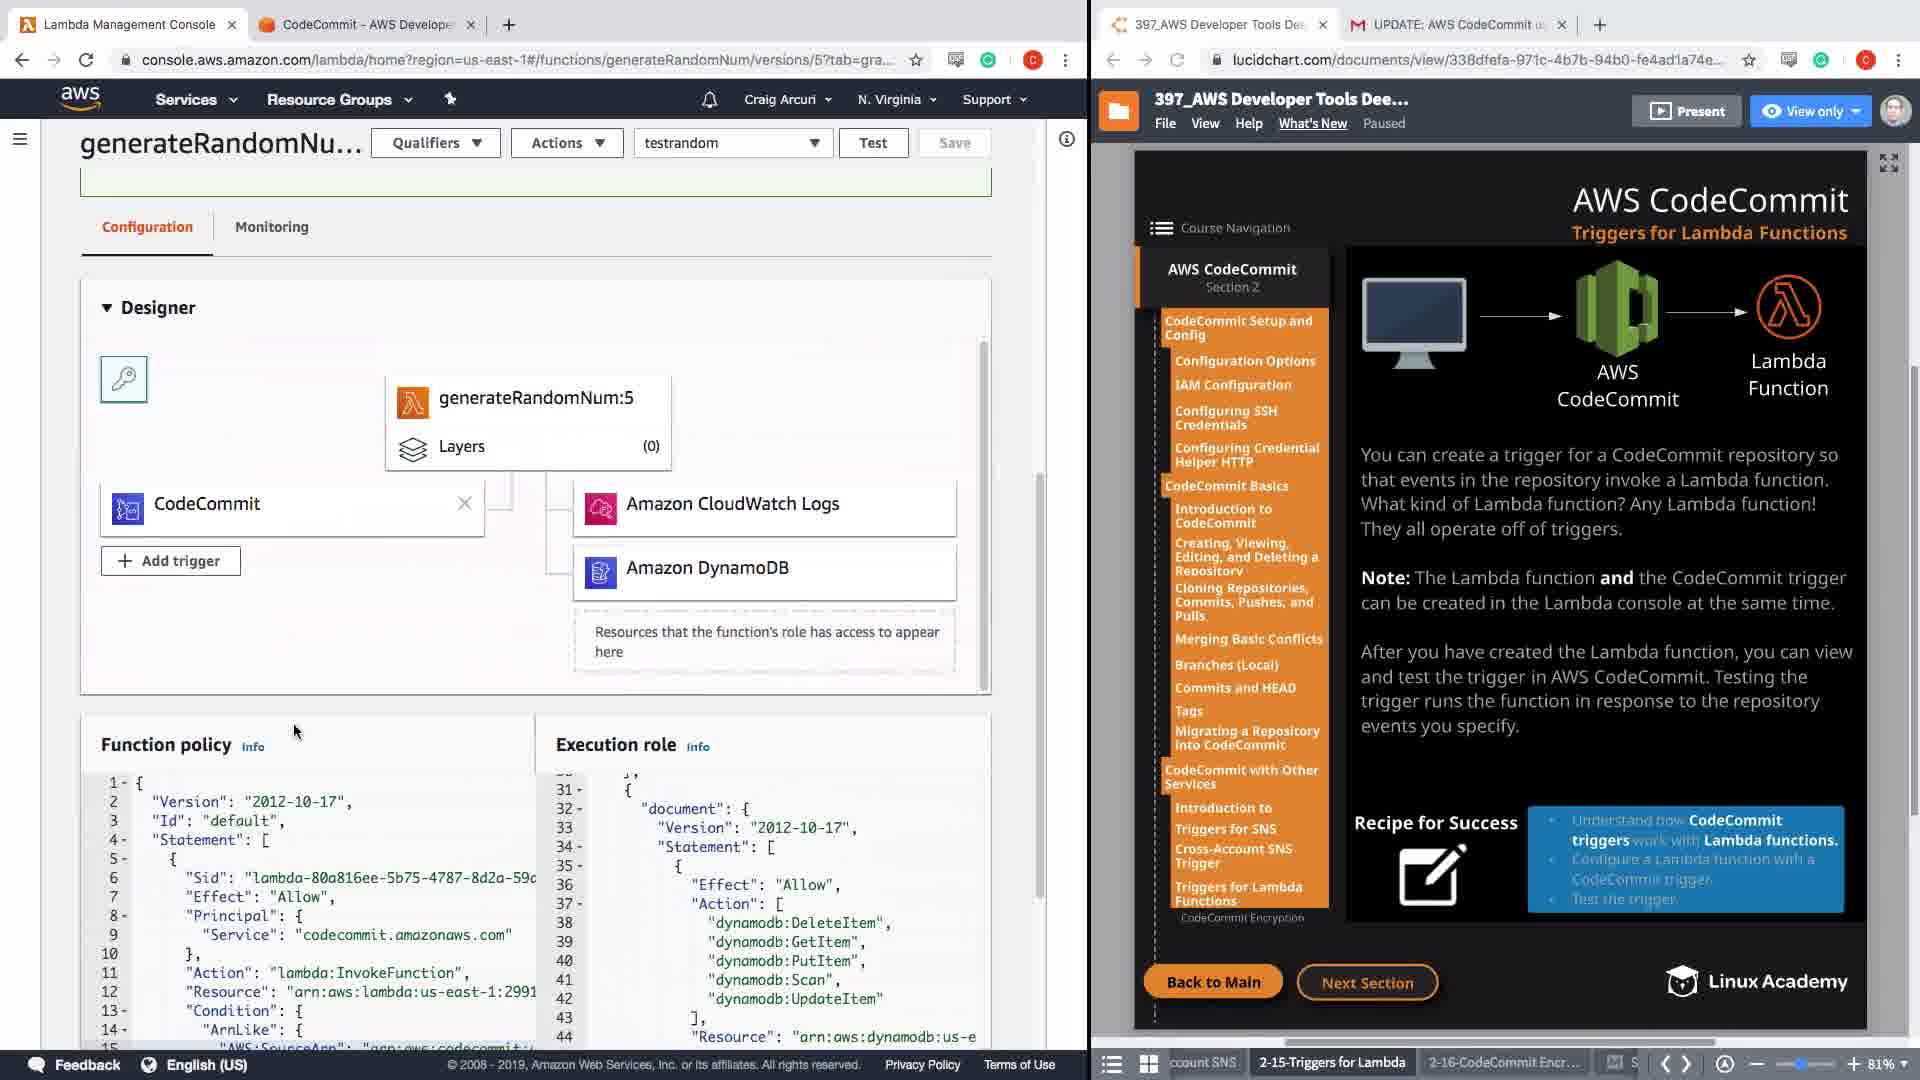 Lambda Management Console
CodeCommit - AWS Develope
397_AWS Developer Tools Dee
UPDATE: AWS CodeCommit u
console.aws.amazon.com/lambda/home?region=us-east-1#/functions/generateRandomNum/versions/5?tab=gra...
C
lucidchart.com/documents/view/338dfefa-971c-4b7b-94b0-fe4ad1a74e...
C
aws
Services
Resource Groups
Craig Arcuri
N. Virginia
Support
397_AWS Developer Tools Dee...
File
View
Help
What's New
Paused
Present
View only
generateRandomNu...
Qualifiers
Actions
testrandom
Test
Save
Configuration
Monitoring
Designer
generateRandomNum:5
Layers
(0)
CodeCommit
Add trigger
Amazon CloudWatch Logs
Amazon DynamoDB
Resources that the function's role has access to appear
here
Function policy
Info
1 {
2 "Version": "2012-10-17",
3 "Id": "default",
4 "Statement": [
5 {
6 "Sid": "lambda-80a816ee-5b75-4787-8d2a-59
7 "Effect": "Allow",
8 "Principal": {
9 "Service": "codecommit.amazonaws.com"
10 },
11 "Action": "lambda:InvokeFunction",
12 "Resource": "arn:aws:lambda:us-east-1:2991
13 "Condition": {
14 "ArnLike": {
15 "AWS:SourceArn": "arn:aws:codecommit:
Execution role
Info
},
31 {
32 "document": {
33 "Version": "2012-10-17",
34 "Statement": [
35 {
36 "Effect": "Allow",
37 "Action": [
38 "dynamodb:DeleteItem",
39 "dynamodb:GetItem",
40 "dynamodb:PutItem",
41 "dynamodb:Scan",
42 "dynamodb:UpdateItem"
43 ],
44 "Resource": "arn:aws:dynamodb:us-e
Feedback
English (US)
© 2008 - 2019, Amazon Web Services, Inc. or its affiliates. All rights reserved.
Privacy Policy
Terms of Use
AWS CodeCommit
Triggers for Lambda Functions
Course Navigation
AWS CodeCommit
Section 2
CodeCommit Setup and
Config
Configuration Options
IAM Configuration
Configuring SSH
Credentials
Configuring Credential
Helper HTTP
CodeCommit Basics
Introduction to
CodeCommit
Creating, Viewing,
Editing, and Deleting a
Repository
Cloning Repositories,
Commits, Pushes, and
Pulls
Merging Basic Conflicts
Branches (Local)
Commits and HEAD
Tags
Migrating a Repository
into CodeCommit
CodeCommit with Other
Services
Introduction to
Triggers for SNS
Cross-Account SNS
Trigger
Triggers for Lambda
Functions
CodeCommit Encryption
AWS
CodeCommit
Lambda
Function
You can create a trigger for a CodeCommit repository so
that events in the repository invoke a Lambda function.
What kind of Lambda function? Any Lambda function!
They all operate off of triggers.
Note: The Lambda function and the CodeCommit trigger
can be created in the Lambda console at the same time.
After you have created the Lambda function, you can view
and test the trigger in AWS CodeCommit. Testing the
trigger runs the function in response to the repository
events you specify.
Recipe for Success
• Understand how CodeCommit
triggers work with Lambda functions.
• Configure a Lambda function with a
CodeCommit trigger.
• Test the trigger.
Back to Main
Next Section
Linux Academy
ccount SNS
2-15-Triggers for Lambda
2-16-CodeCommit Encr...
S
81%